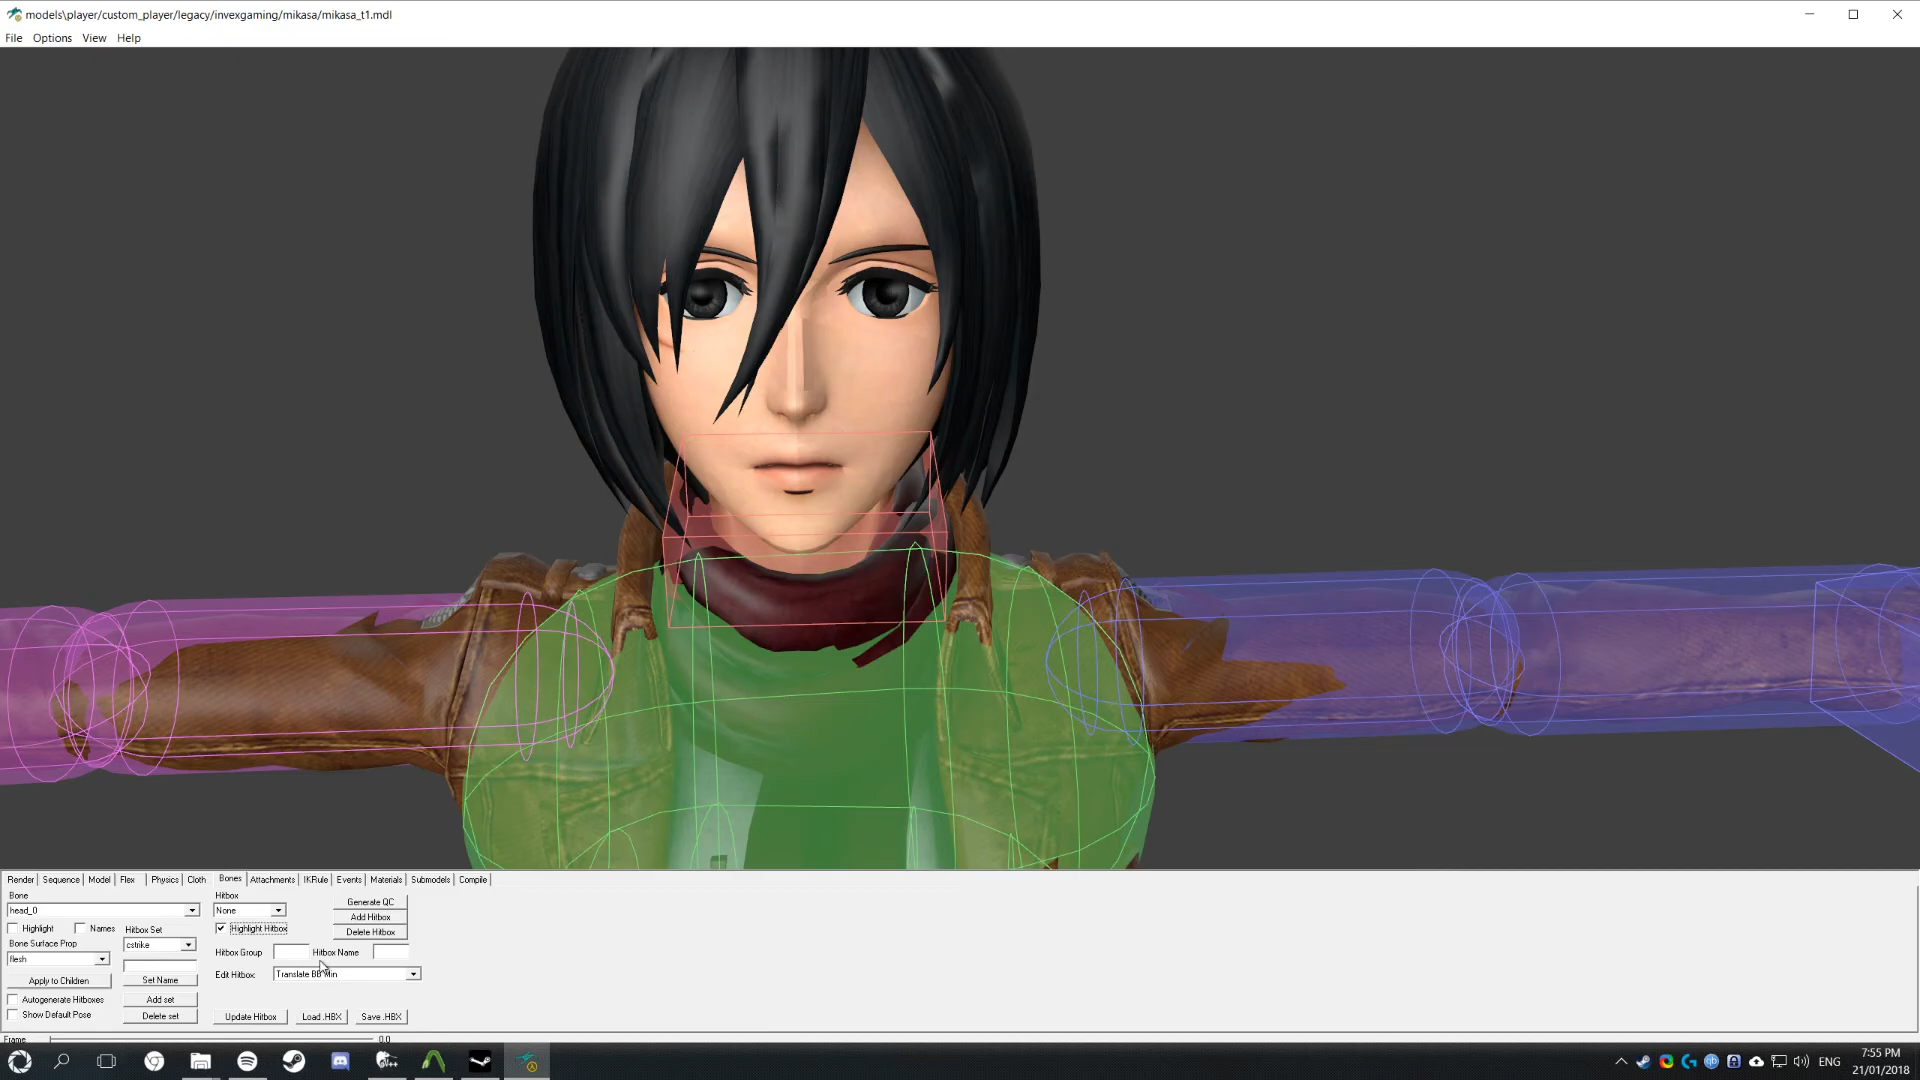 models\player/custom_player/legacy/invexgaming/mikasa/mikasa_t1.mdl
File Options View Help
Render Sequence Model Flex Physics Cloth Bones Attachments IKRule Events Materials Submodels Compile
Bone
head_0
Highlight Names
Bone Surface Prop
flesh
Apply to Children
Autogenerate Hitboxes
Show Default Pose
Hitbox Set
cstrike
Set Name
Add set
Delete set
Hitbox
None
Highlight Hitbox
Generate QC
Add Hitbox
Delete Hitbox
Hitbox Group Hitbox Name
Edit Hitbox: Translate BB Min
Update Hitbox Load .HBX Save .HBX
Frame 0.0
ENG
7:55 PM
21/01/2018